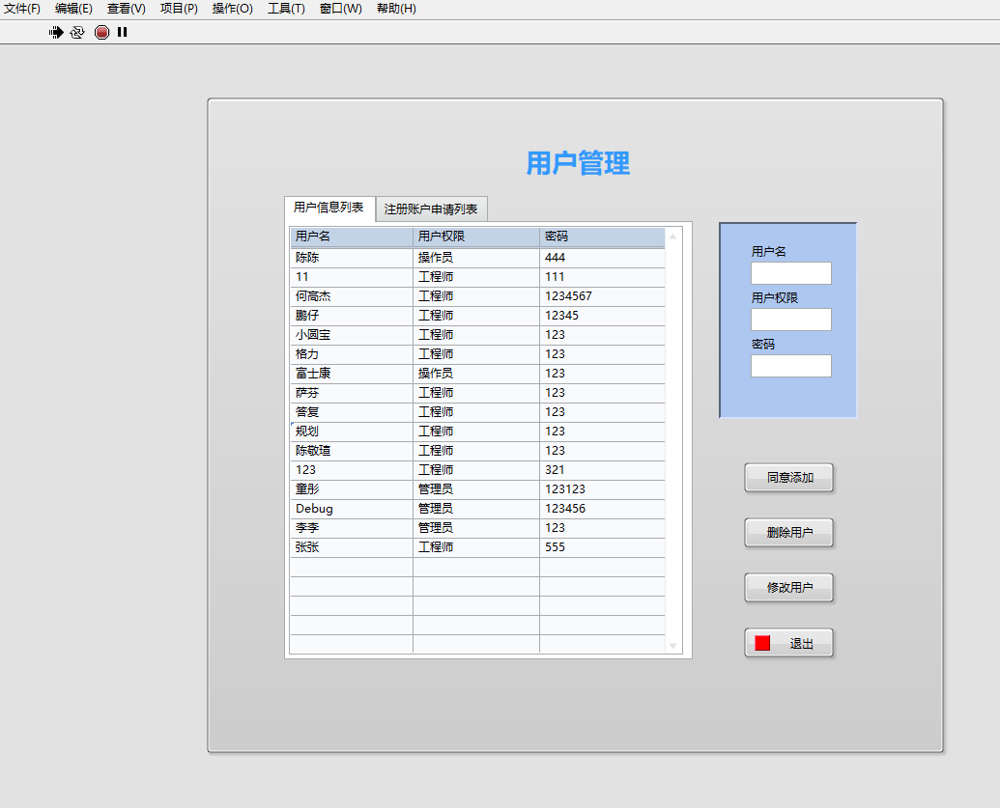 文件(F) 编辑(E) 查看(V) 项目(P) 操作(O) 工具(T) 窗口(W) 帮助(H)
用户管理
用户信息列表 注册账户申请列表
用户名 用户权限 密码
陈陈 操作员 444
11 工程师 111
何高杰 工程师 1234567
鹏仔 工程师 12345
小圆宝 工程师 123
格力 工程师 123
富士康 操作员 123
萨芬 工程师 123
答复 工程师 123
规划 工程师 123
陈敬瑄 工程师 123
123 工程师 321
童彤 管理员 123123
Debug 管理员 123456
李李 管理员 123
张张 工程师 555
用户名
用户权限
密码
同意添加
删除用户
修改用户
退出